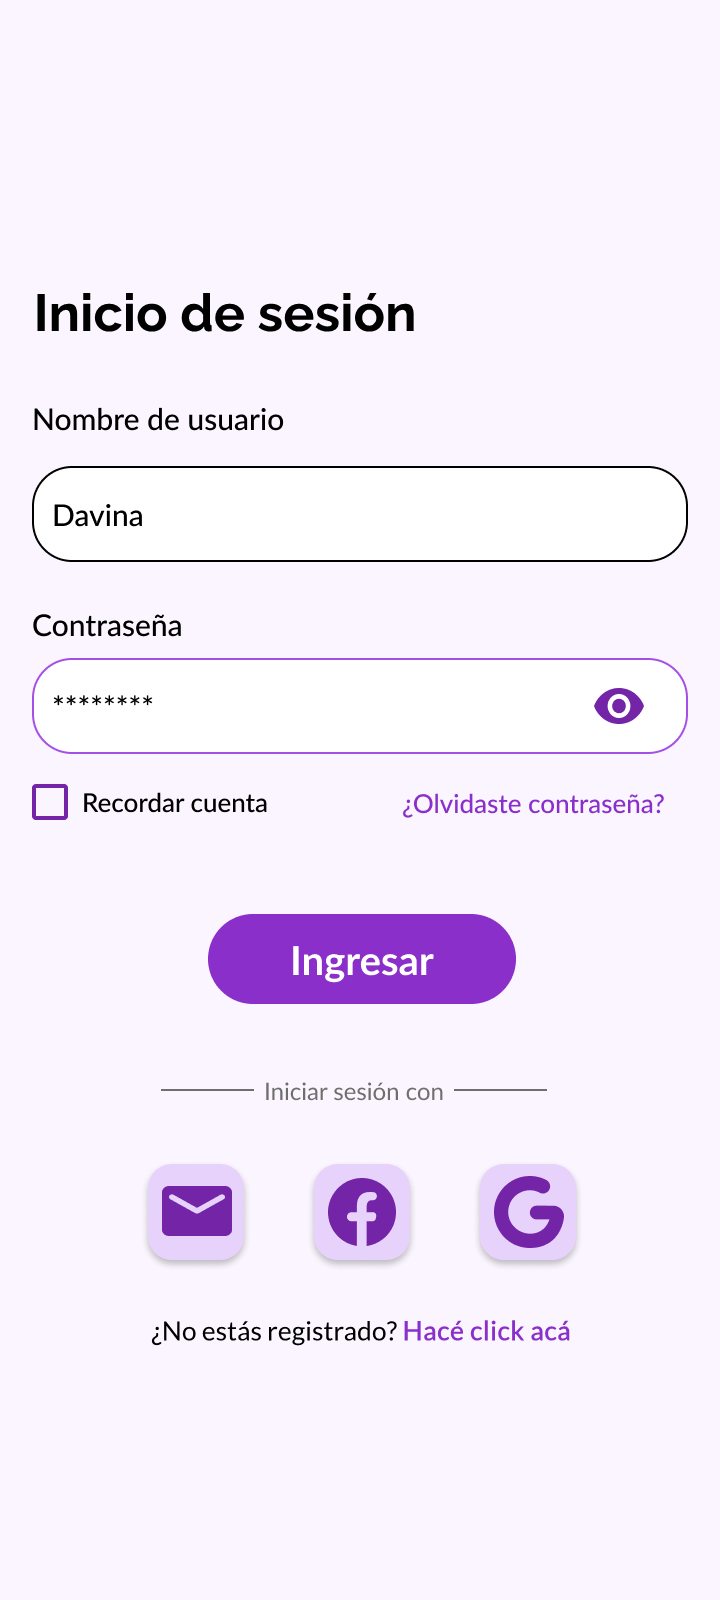 Inicio de sesión
Nombre de usuario
Davina
Contraseña
********
Recordar cuenta ¿Olvidaste contraseña?
Ingresar
Iniciar sesión con
¿No estás registrado? Hacé click acá